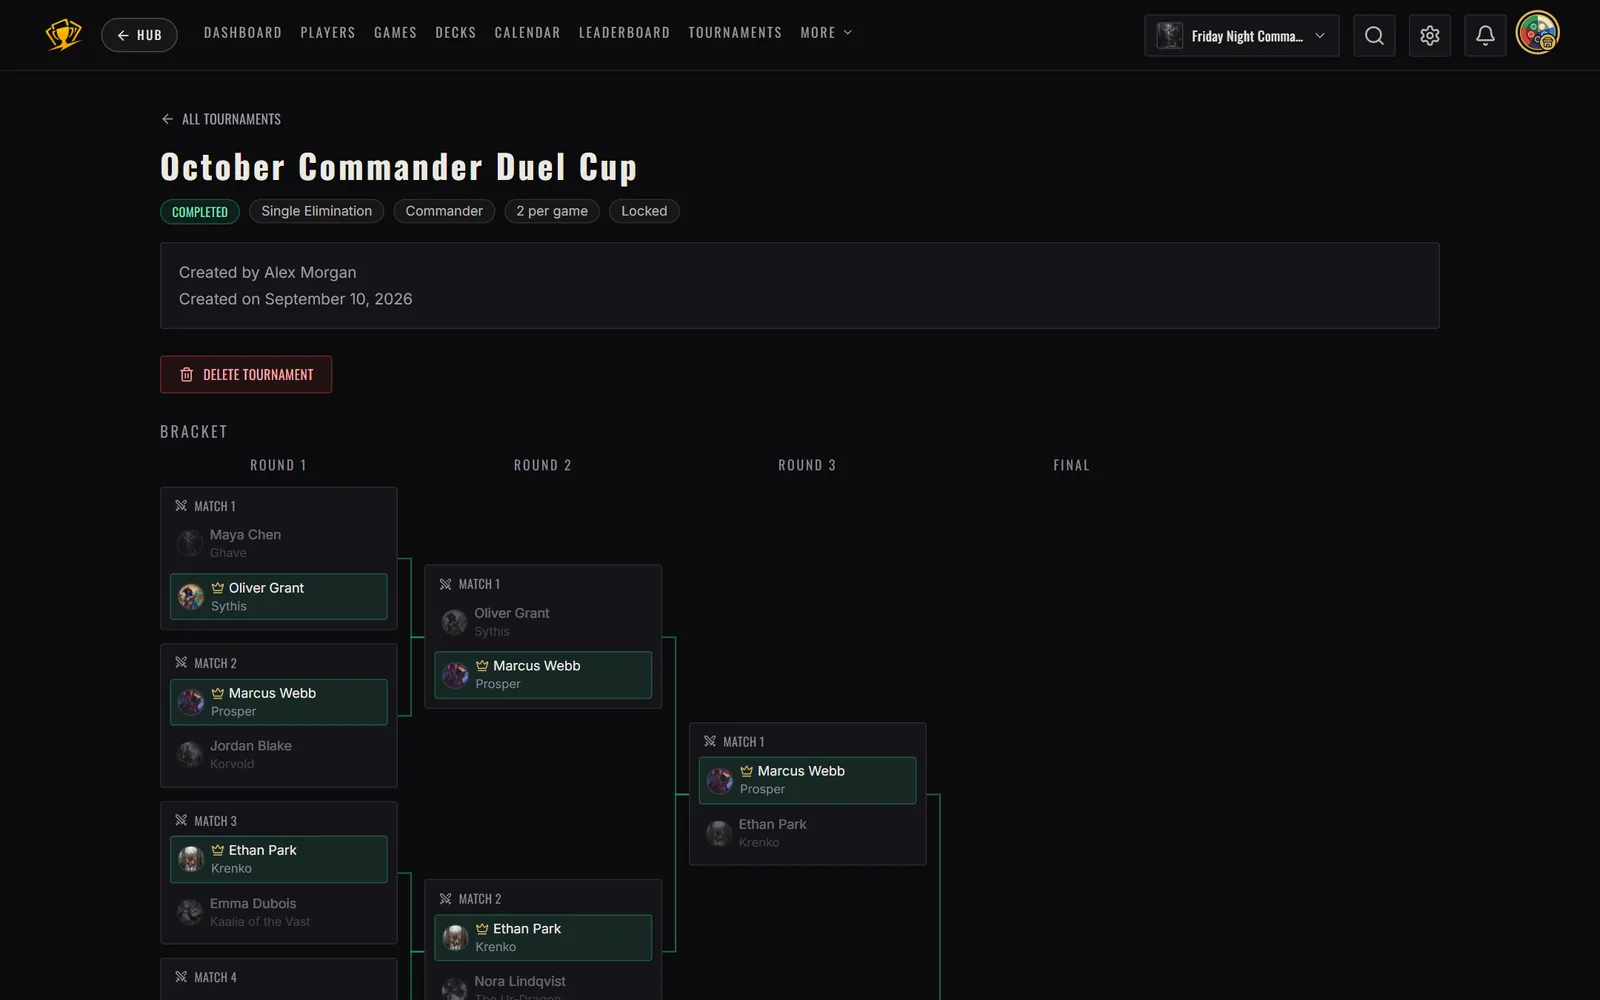 HUB
DASHBOARD
PLAYERS
GAMES
DECKS
CALENDAR
LEADERBOARD
TOURNAMENTS
MORE
Friday Night Comma...
ALL TOURNAMENTS
October Commander Duel Cup
COMPLETED
Single Elimination
Commander
2 per game
Locked
Created by Alex Morgan
Created on September 10, 2026
DELETE TOURNAMENT
BRACKET
ROUND 1
ROUND 2
ROUND 3
FINAL
MATCH 1
Maya Chen
Ghave
Oliver Grant
Sythis
MATCH 2
Marcus Webb
Prosper
Jordan Blake
Korvold
MATCH 3
Ethan Park
Krenko
Emma Dubois
Kaalia of the Vast
MATCH 4
MATCH 1
Oliver Grant
Sythis
Marcus Webb
Prosper
MATCH 2
Ethan Park
Krenko
Nora Lindqvist
The Ur-Dragon
MATCH 1
Marcus Webb
Prosper
Ethan Park
Krenko